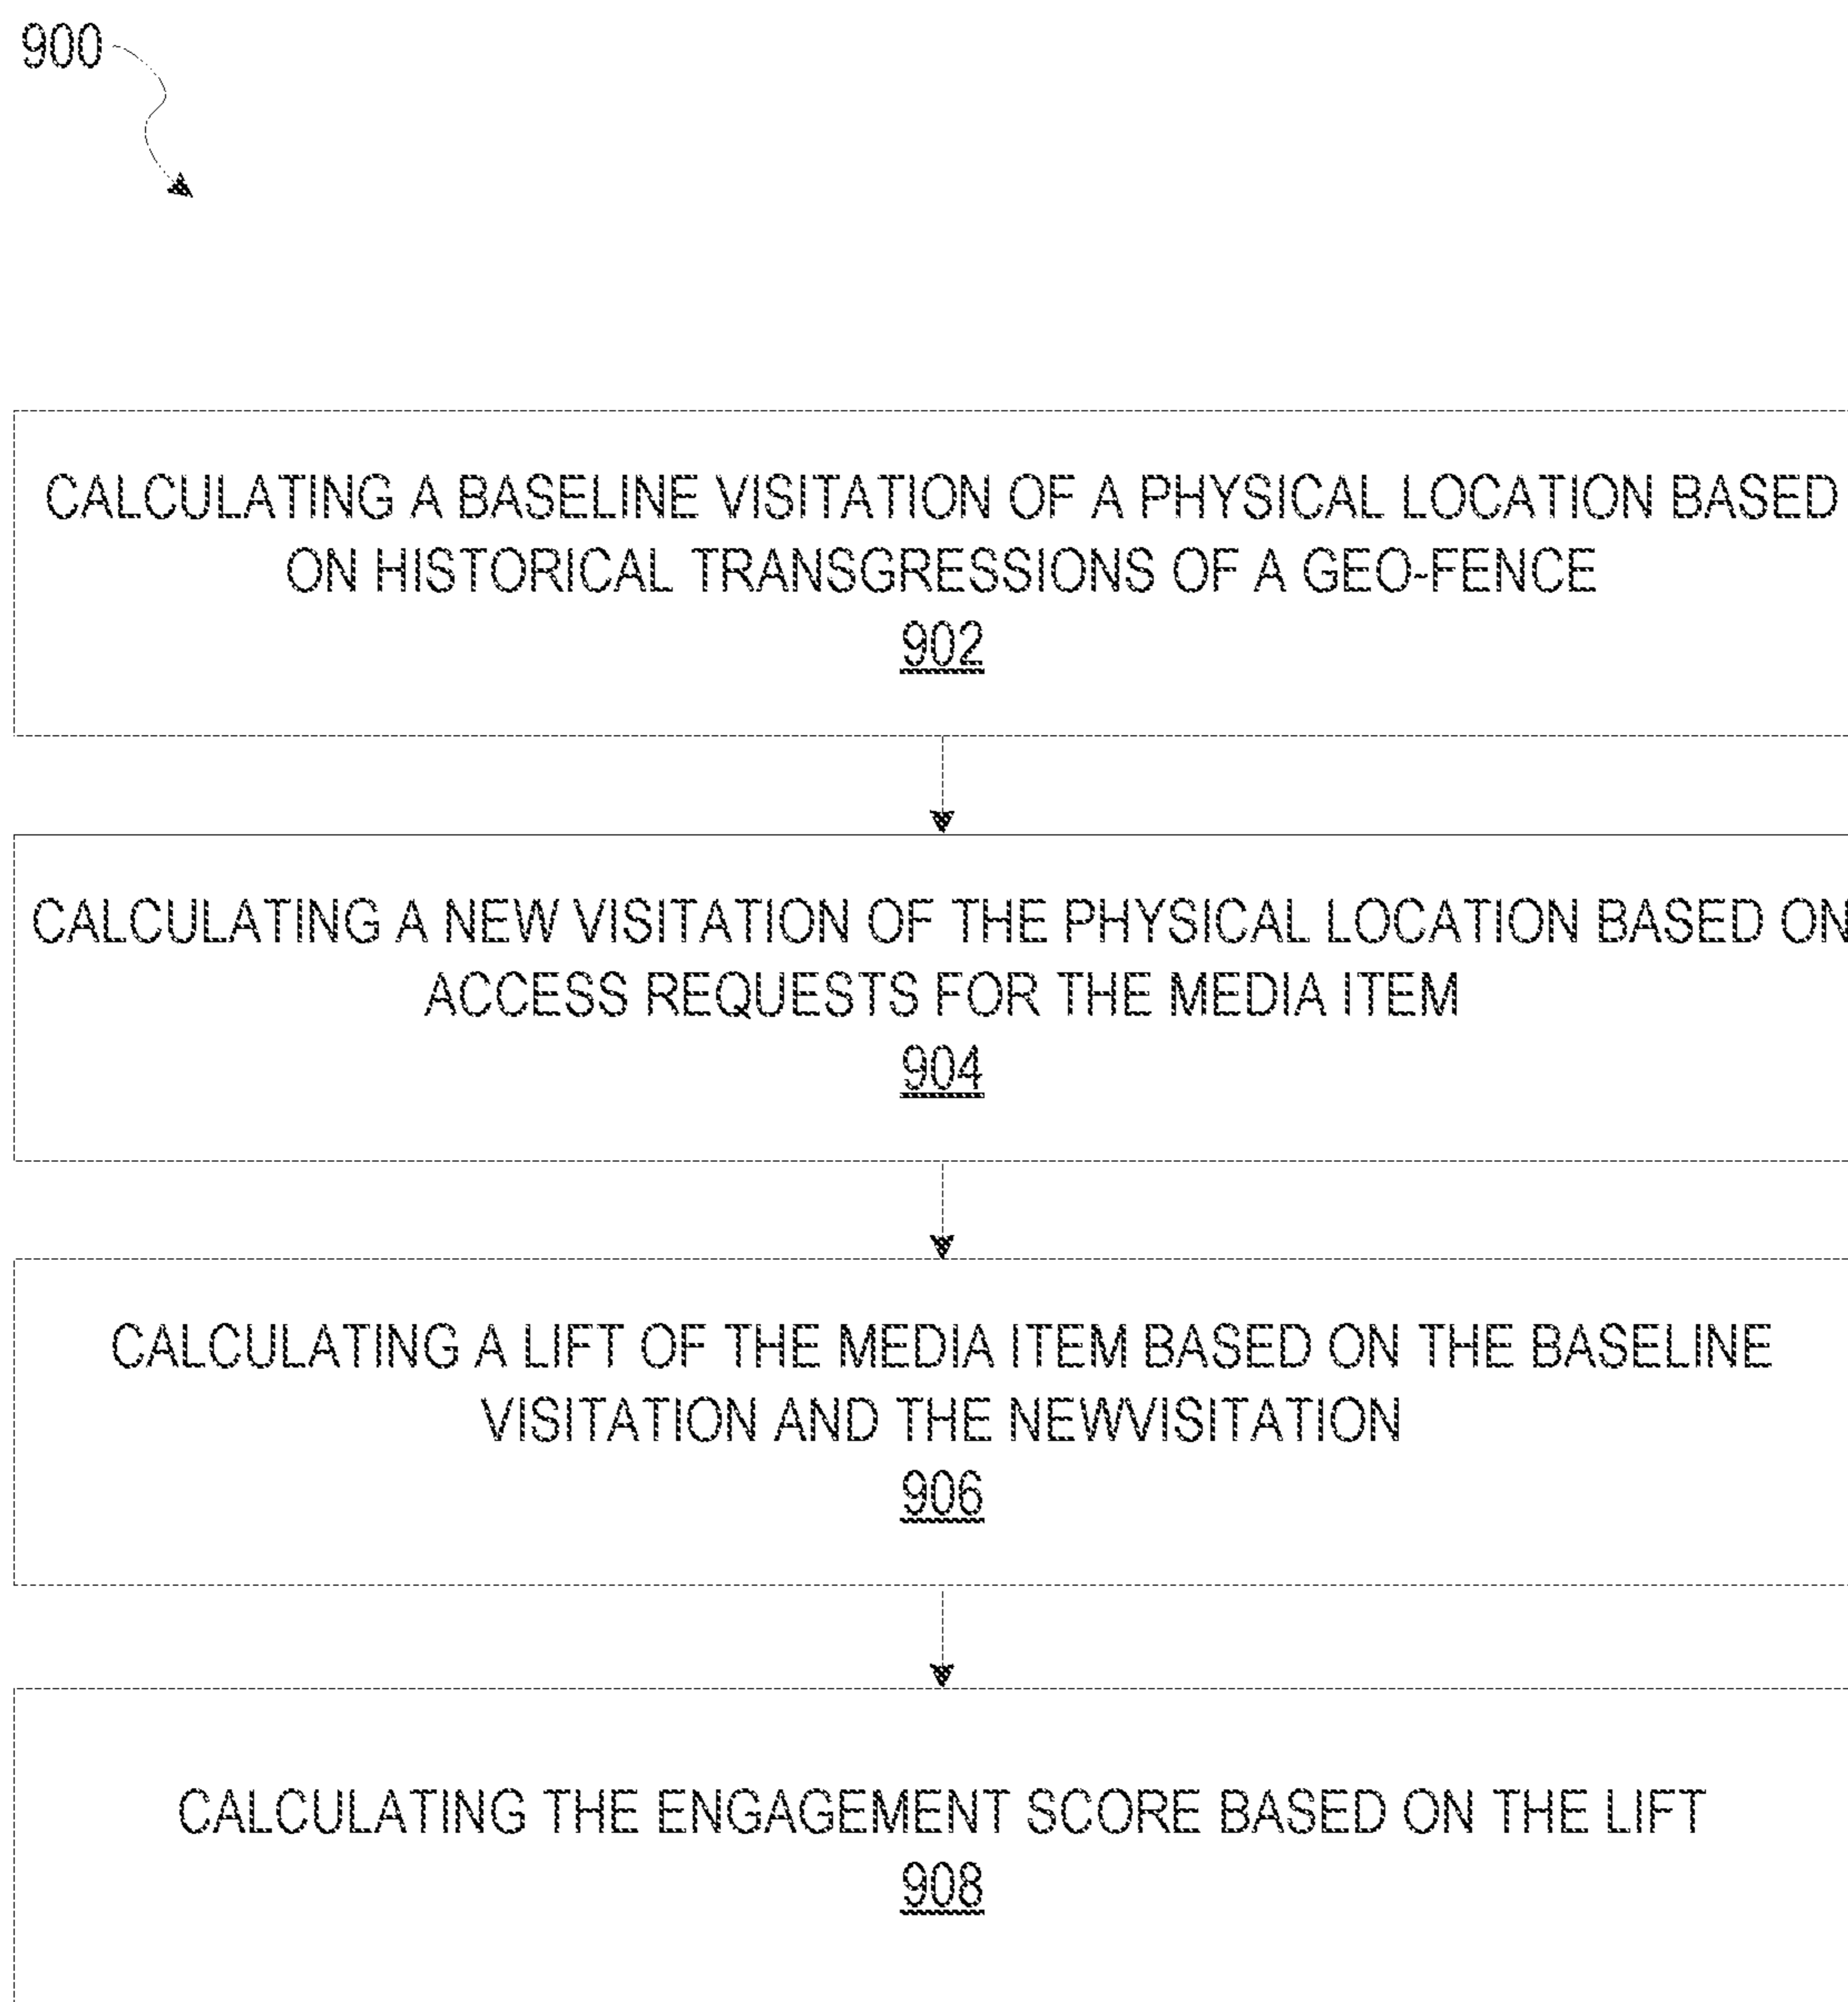 900
CALCULATING A BASELINE VISITATION OF A PHYSICAL LOCATION BASED
ON HISTORICAL TRANSGRESSIONS OF A GEO-FENCE
902
CALCULATING A NEW VISITATION OF THE PHYSICAL LOCATION BASED ON
ACCESS REQUESTS FOR THE MEDIA ITEM
904
CALCULATING A LIFT OF THE MEDIA ITEM BASED ON THE BASELINE
VISITATION AND THE NEWVISITATION
906
CALCULATING THE ENGAGEMENT SCORE BASED ON THE LIFT
908